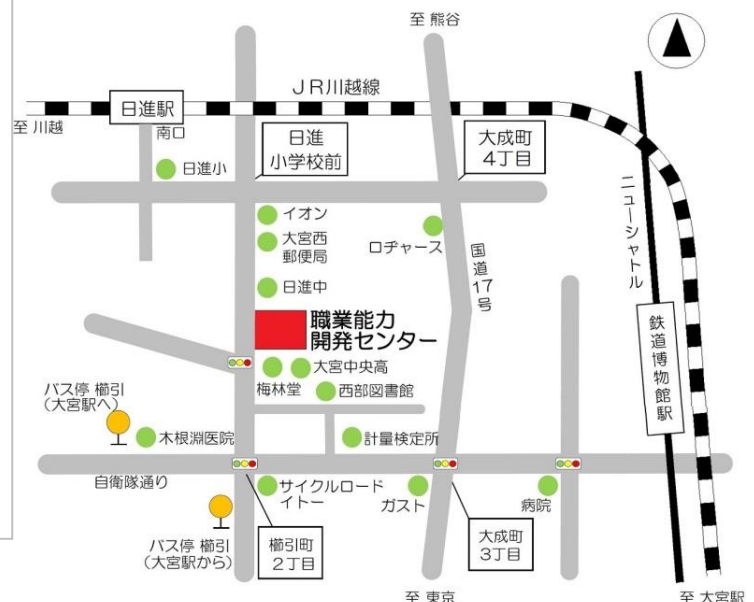 至 熊谷
JR川越線
日進駅
至 川越
南口
日進
小学校前
大成町
4丁目
日進小
イオン
大宮西
郵便局
ロヂャース
国道17号
ニューシャトル
日進中
職業能力
開発センター
鉄道博物館駅
大宮中央高
梅林堂
西部図書館
バス停 櫛引
(大宮駅へ)
木根淵医院
計量検定所
自衛隊通り
サイクルロード
イトー
ガスト
病院
バス停 櫛引
(大宮駅から)
櫛引町
2丁目
大成町
3丁目
至 東京
至 大宮駅